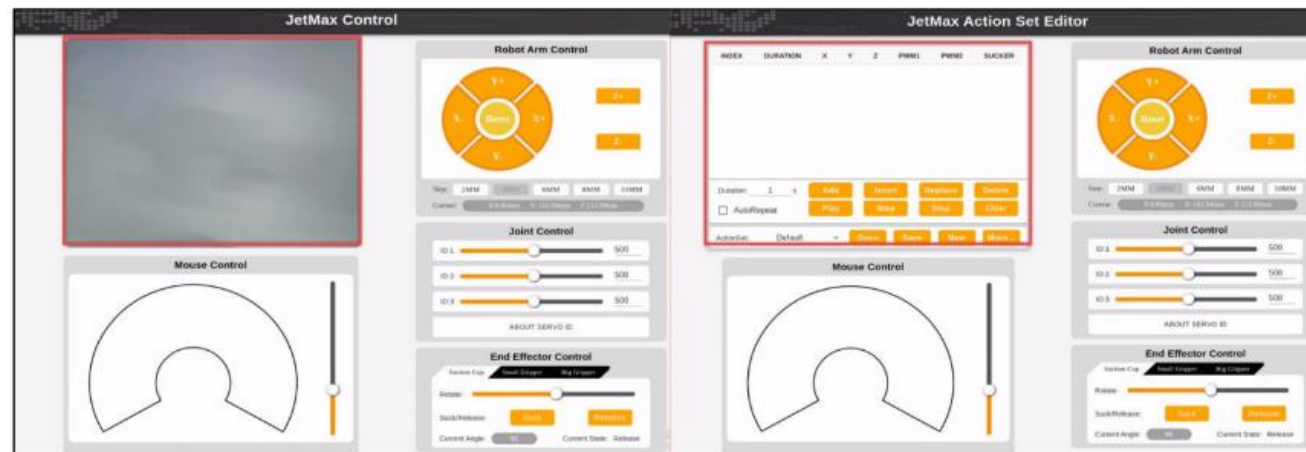 JetMax Control
Robot Arm Control
Y+
X-
Reset
X+
Y-
Z+
Z-
Step: 2MM 6MM 8MM 10MM
Current:
Joint Control
ID:1 500
ID:2 500
ID:3 500
ABOUT SERVO ID
Mouse Control
End Effector Control
Suction Cup Small Gripper Big Gripper
Rotate:
Suck/Release: Suck Release
Current Angle: Current State: Release
JetMax Action Set Editor
INDEX DURATION X Y Z PWM1 PWM2 SUCKER
Duration: 1 s Add Insert Replace Delete
AutoRepeat Play Stop Clear
ActionSet: Default Open Save New More...
Robot Arm Control
Y+
X-
Reset
X+
Y-
Z+
Z-
Step: 2MM 6MM 8MM 10MM
Current:
Joint Control
ID:1 500
ID:2 500
ID:3 500
ABOUT SERVO ID
Mouse Control
End Effector Control
Suction Cup Small Gripper Big Gripper
Rotate:
Suck/Release: Suck Release
Current Angle: Current State: Release